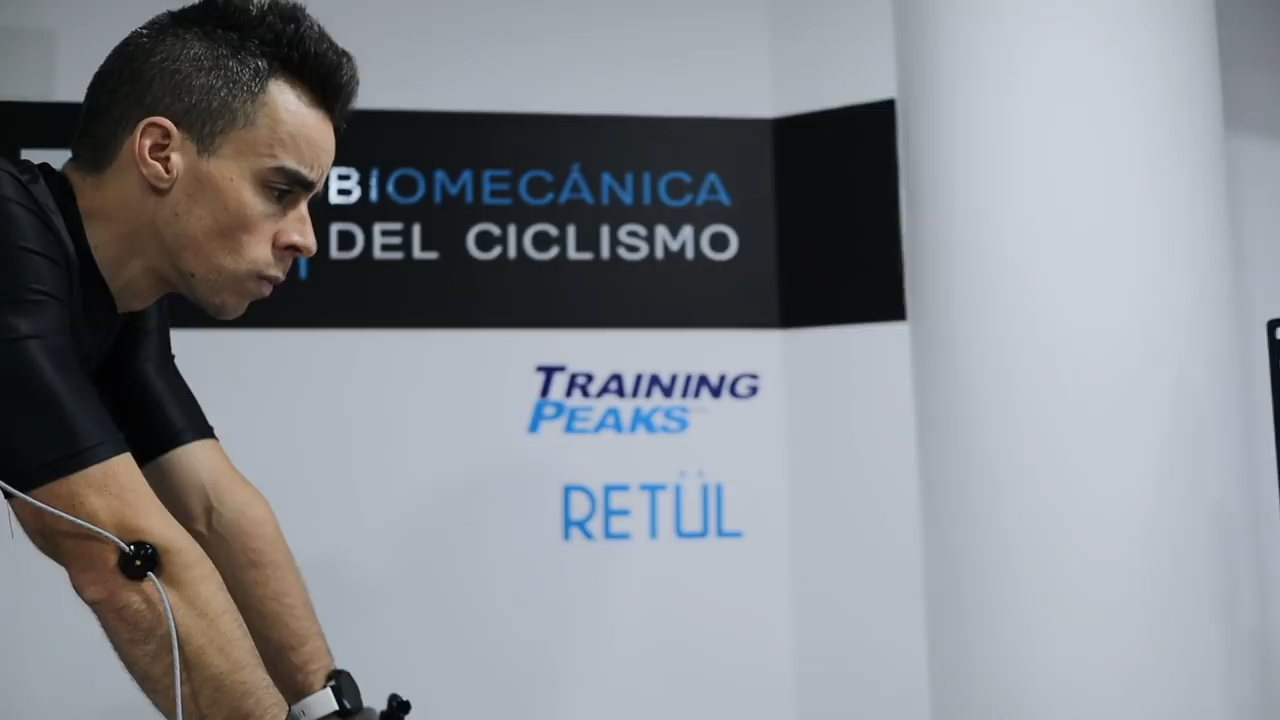 BIOMECÁNICA
DEL CICLISMO
TRAINING
PEAKS
RETÜL